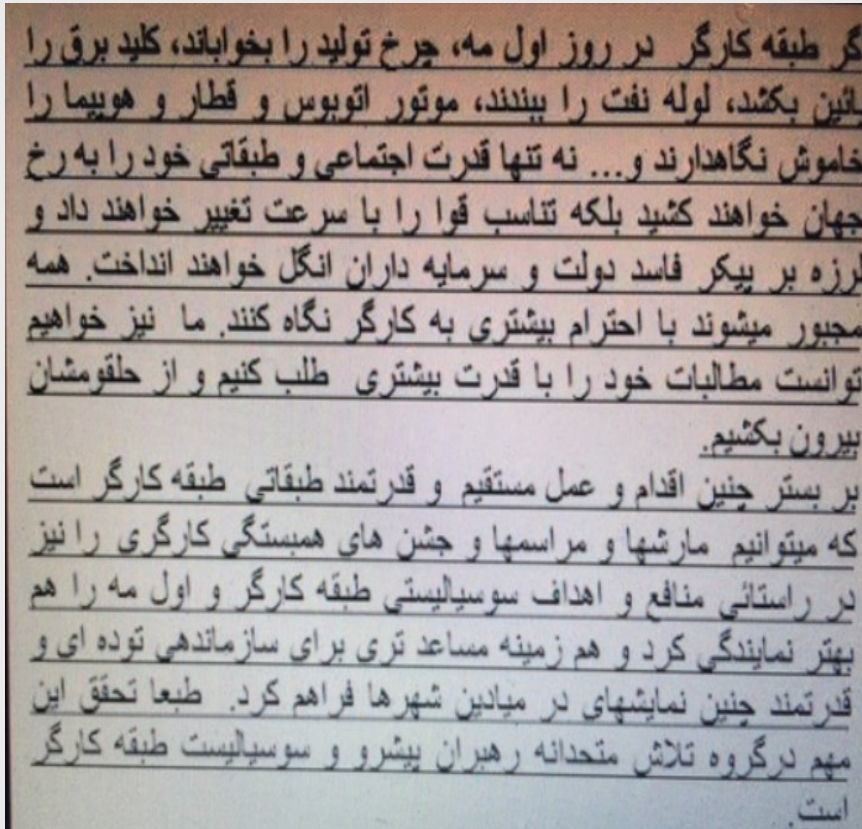 گر طبقه کارگر در روز اول مه، چرخ تولید را بخواباند، کلید برق را
پائین بکشد، لوله نفت را ببندند، موتور اتوبوس و قطار و هوپیما را
خاموش نگاهدارند و... نه تنها قدرت اجتماعی و طبقاتی خود را به رخ
جهان خواهند کشید بلکه تناسب قوا را با سرعت تغییر خواهند داد و
لرزه بر پیکر فاسد دولت و سرمایه داران انگل خواهند انداخت. همه
مجبور میشوند با احترام بیشتری به کارگر نگاه کنند. ما نیز خواهیم
توانست مطالبات خود را با قدرت بیشتری طلب کنیم و از حلقومشان
بیرون بکشیم.
بر بستر چنین اقدام و عمل مستقیم و قدرتمند طبقاتی طبقه کارگر است
که میتوانیم مارشها و مراسمها و جشن های همبستگی کارگری را نیز
در راستائی منافع و اهداف سوسیالیستی طبقه کارگر و اول مه را هم
بهتر نمایندگی کرد و هم زمینه مساعد تری برای سازماندهی توده ای و
قدرتمند چنین نمایشهای در میادین شهرها فراهم کرد. طبعا تحقق این
مهم درگروه تلاش متحدانه رهبران پیشرو و سوسیالیست طبقه کارگر
است.